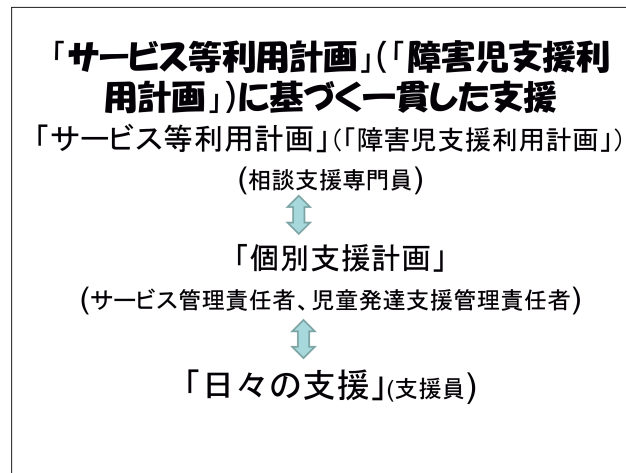 「サービス等利用計画」(「障害児支援利
用計画」)に基づく一貫した支援
「サービス等利用計画」(「障害児支援利用計画」)
(相談支援専門員)
「個別支援計画」
(サービス管理責任者、児童発達支援管理責任者)
「日々の支援」(支援員)